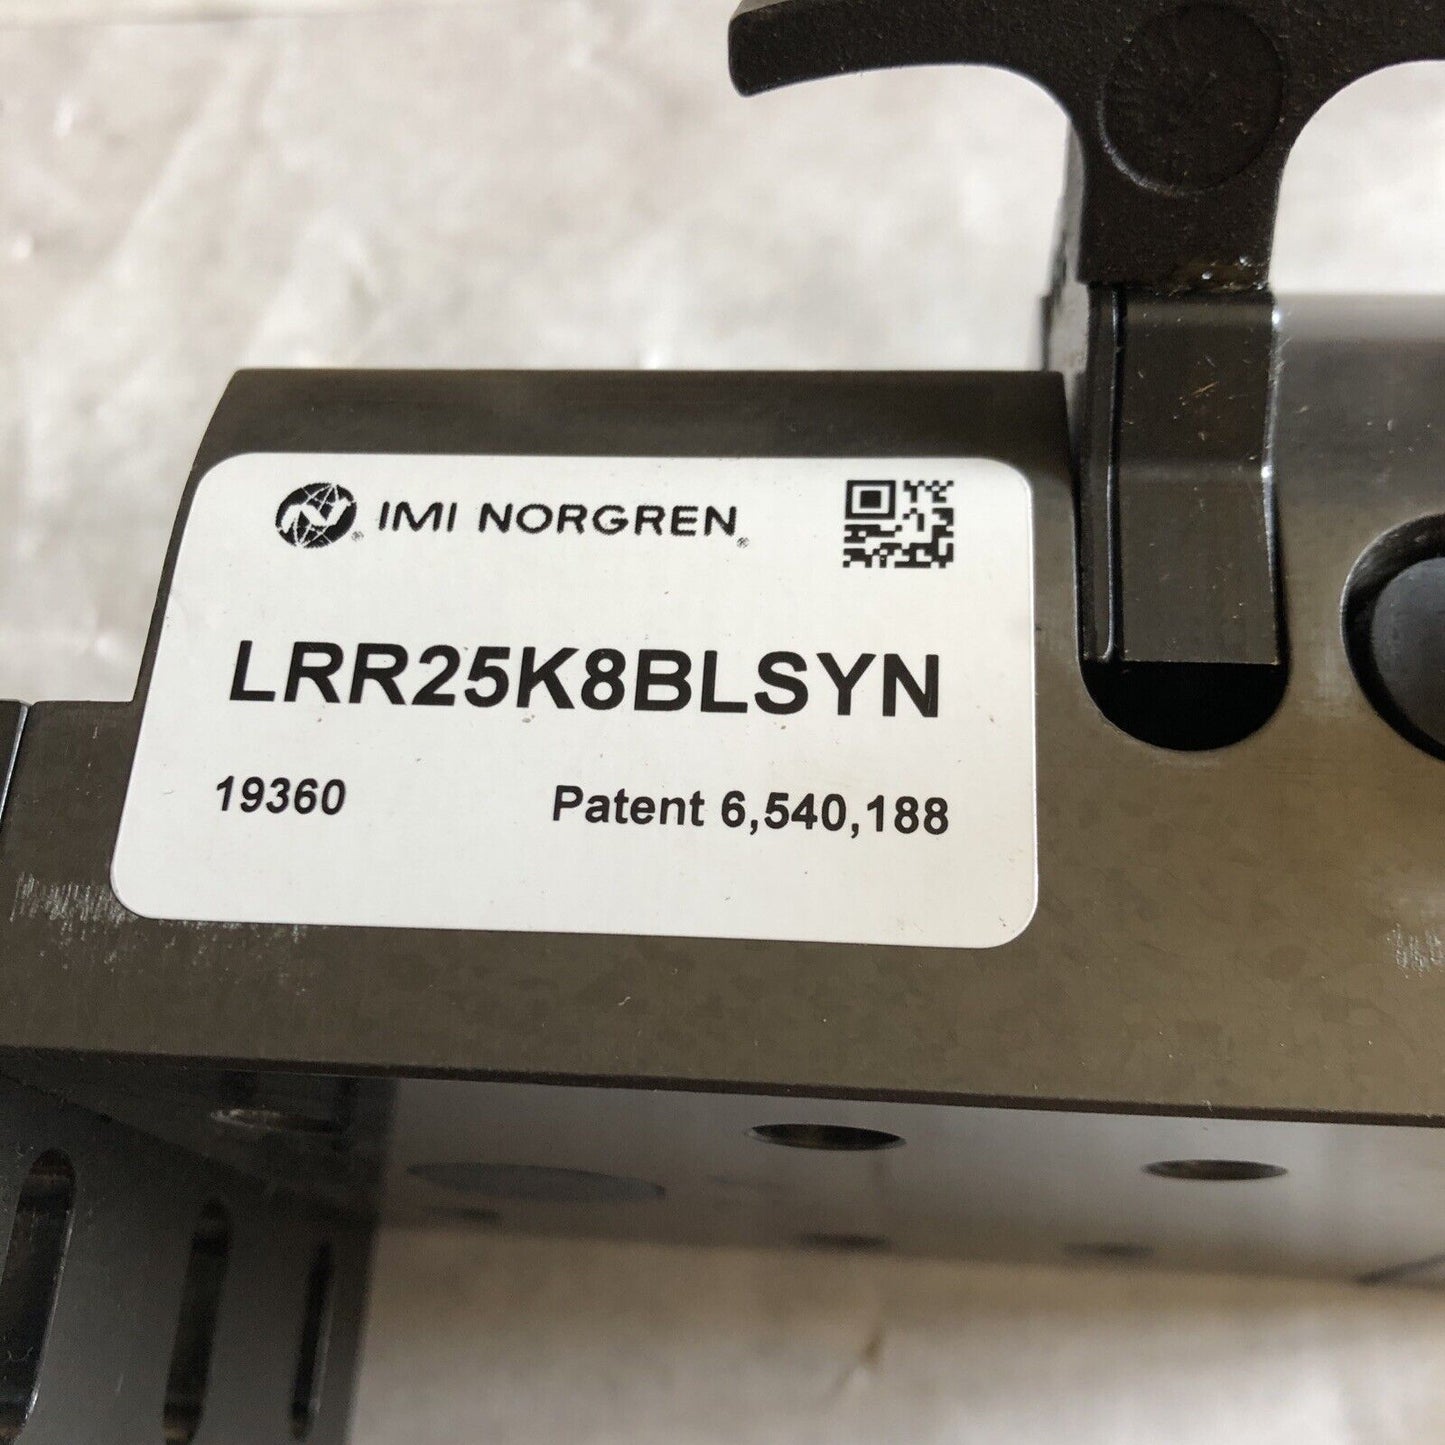 IMI NORGREN®
LRR25K8BLSYN
19360 Patent 6,540,188